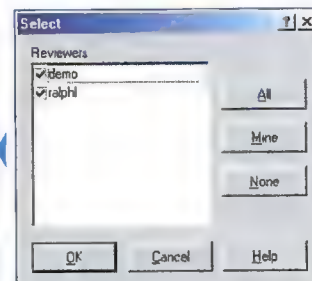 Select
Reviewers
demo
ralphl
All
Mine
None
OK
Cancel
Help